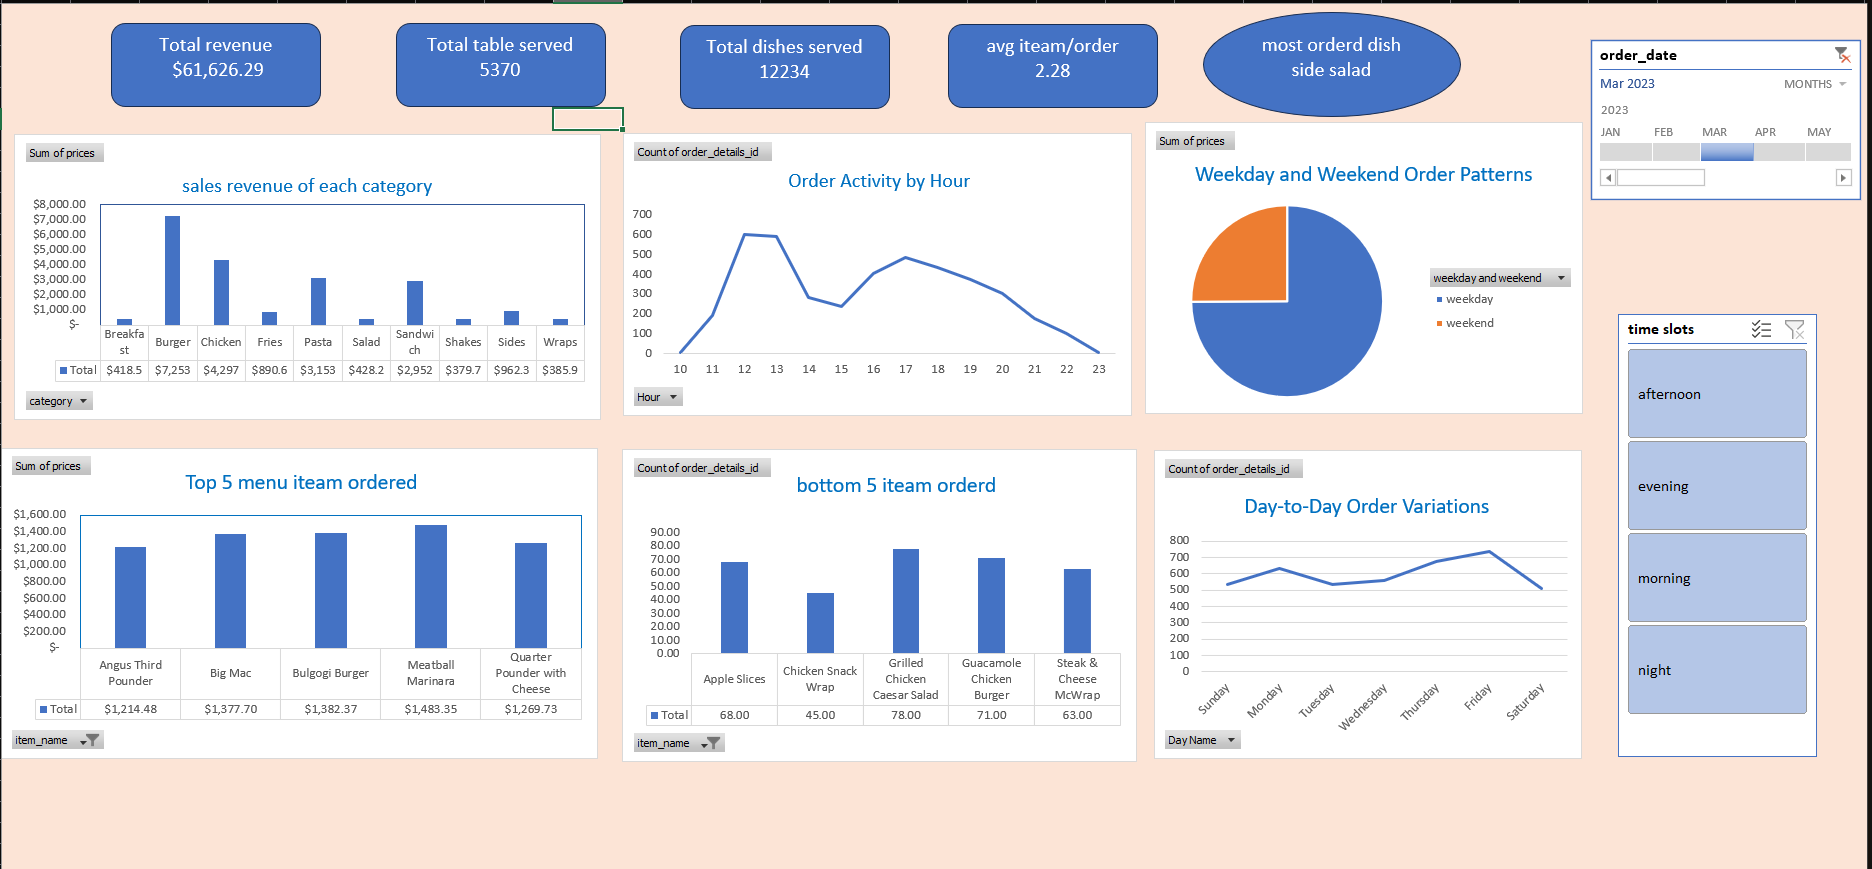 Total revenue
$61,626.29
Total table served
5370
Total dishes served
12234
avg iteam/order
2.28
most orderd dish
side salad
order_date
Mar 2023
MONTHS
2023
JAN FEB MAR APR MAY
Sum of prices
sales revenue of each category
$8,000.00
$7,000.00
$6,000.00
$5,000.00
$4,000.00
$3,000.00
$2,000.00
$1,000.00
$-
Breakfa
st
Burger
Chicken
Fries
Pasta
Salad
Sandwi
ch
Shakes
Sides
Wraps
Total $418.5 $7,253 $4,297 $890.6 $3,153 $428.2 $2,952 $379.7 $962.3 $385.9
category
Count of order_details_id
Order Activity by Hour
700
600
500
400
300
200
100
0
10 11 12 13 14 15 16 17 18 19 20 21 22 23
Hour
Sum of prices
Weekday and Weekend Order Patterns
weekday and weekend
weekday
weekend
time slots
afternoon
evening
morning
night
Sum of prices
Top 5 menu iteam ordered
$1,600.00
$1,400.00
$1,200.00
$1,000.00
$800.00
$600.00
$400.00
$200.00
$-
Angus Third
Pounder
Big Mac
Bulgogi Burger
Meatball
Marinara
Quarter
Pounder with
Cheese
Total $1,214.48 $1,377.70 $1,382.37 $1,483.35 $1,269.73
item_name
Count of order_details_id
bottom 5 iteam orderd
90.00
80.00
70.00
60.00
50.00
40.00
30.00
20.00
10.00
0.00
Apple Slices
Chicken Snack
Wrap
Grilled
Chicken
Caesar Salad
Guacamole
Chicken
Burger
Steak &
Cheese
McWrap
Total 68.00 45.00 78.00 71.00 63.00
item_name
Count of order_details_id
Day-to-Day Order Variations
800
700
600
500
400
300
200
100
0
Sunday
Monday
Tuesday
Wednesday
Thursday
Friday
Saturday
Day Name